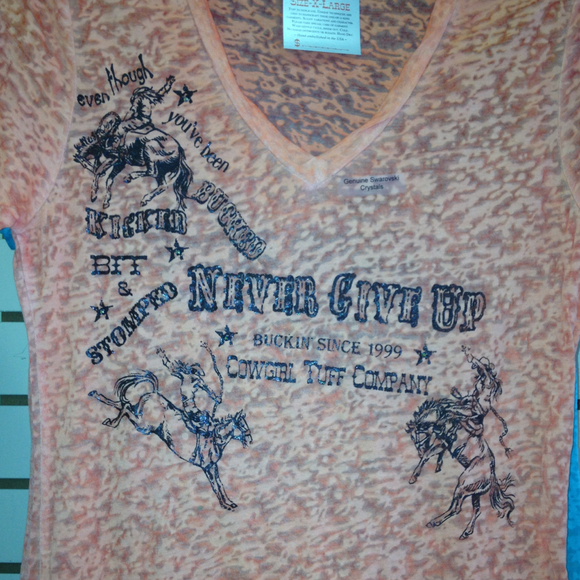 SIZE-X-LARGE
Genuine Swarovski
Crystals
even though
you've been
BUCKED
KICKED
BIT
&
STOMPED
NEVER GIVE UP
BUCKIN' SINCE 1999
COWGIRL TUFF COMPANY